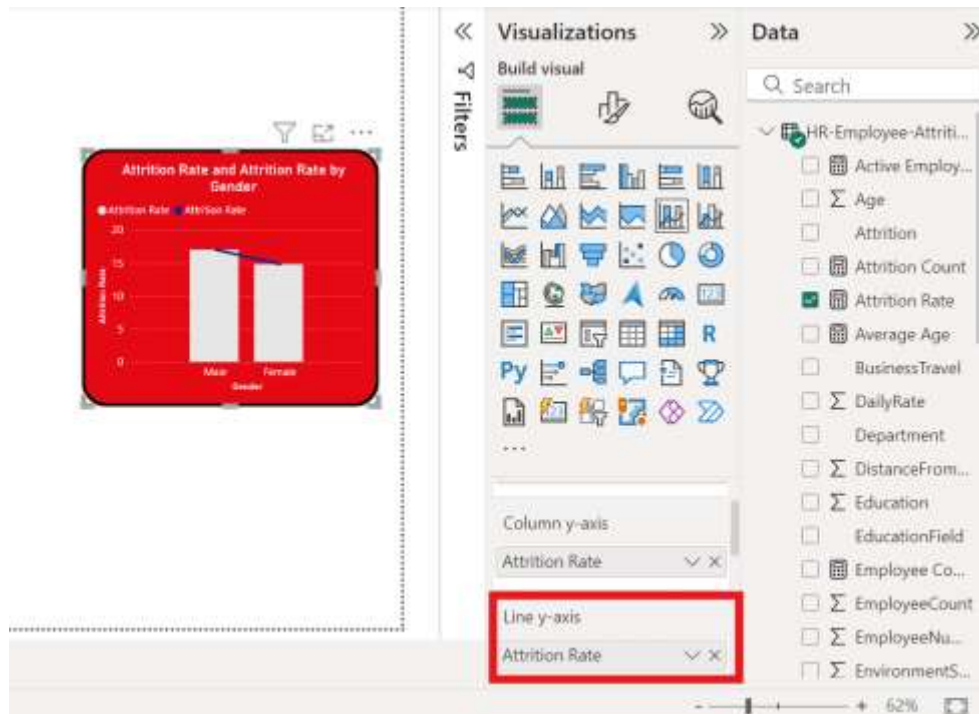 Visualizations
Data
Build visual
Search
Filters
HR-Employee-Attriti...
Active Employ...
Age
Attrition
Attrition Count
Attrition Rate
Average Age
BusinessTravel
DailyRate
Department
DistanceFrom...
Education
EducationField
Employee Co...
EmployeeCount
EmployeeNu...
EnvironmentS...
Attrition Rate and Attrition Rate by
Gender
Attrition Rate Attrition Rate
20
15
10
5
0
Attrition Rate
Male Female
Gender
123
R
Py
...
Column y-axis
Attrition Rate
Line y-axis
Attrition Rate
- + 62%